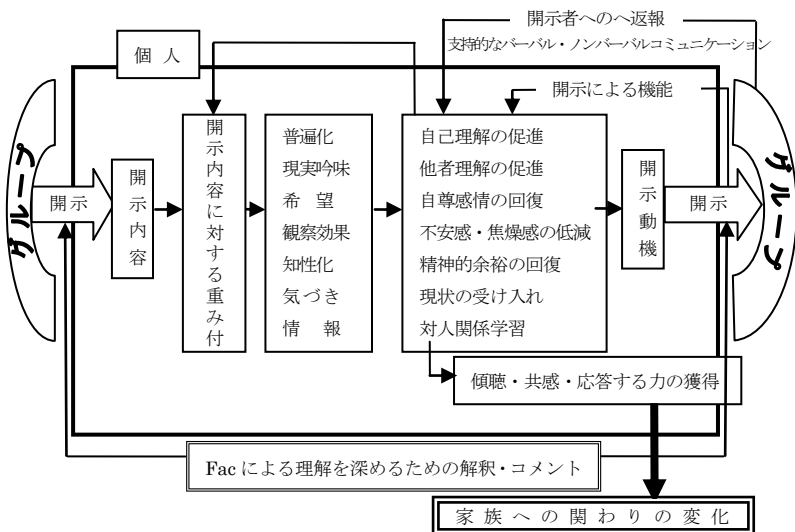 開示者へのへ返報
支持的なバーバル・ノンバーバルコミュニケーション
個人
開示による機能
グループ
開示
開示内容
開示内容に対する重み付
普遍化
現実吟味
希 望
観察効果
知性化
気づき
情 報
自己理解の促進
他者理解の促進
自尊感情の回復
不安感・焦燥感の低減
精神的余裕の回復
現状の受け入れ
対人関係学習
開示動機
開示
グループ
傾聴・共感・応答する力の獲得
Fac による理解を深めるための解釈・コメント
家族への関わりの変化